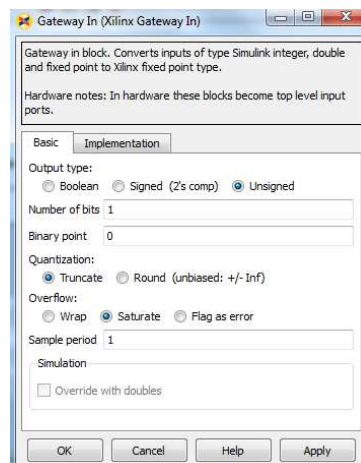 Gateway In (Xilinx Gateway In)
Gateway in block. Converts inputs of type Simulink integer, double
and fixed point to Xilinx fixed point type.
Hardware notes: In hardware these blocks become top level input
ports.
Basic Implementation
Output type:
Boolean Signed (2's comp) Unsigned
Number of bits 1
Binary point 0
Quantization:
Truncate Round (unbiased: +/- Inf)
Overflow:
Wrap Saturate Flag as error
Sample period 1
Simulation
Override with doubles
OK Cancel Help Apply